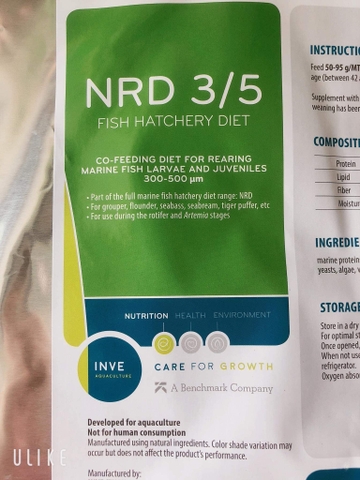 NRD 3/5
FISH HATCHERY DIET
CO-FEEDING DIET FOR REARING
MARINE FISH LARVAE AND JUVENILES
300-500 µm
• Part of the full marine fish hatchery diet range: NRD
• For grouper, flounder, seabass, seabream, tiger puffer, etc
• For use during the rotifer and Artemia stages
NUTRITION HEALTH ENVIRONMENT
INVE
AQUACULTURE
CARE FOR GROWTH
A Benchmark Company
Developed for aquaculture
Not for human consumption
Manufactured using natural ingredients. Color shade variation may
occur but does not affect the product's performance.
Manufactured by:
INSTRUCTI
Feed 50-95 g/MT
age (between 42
Supplement with
weaning has been
COMPOSITI
Protein
Lipid
Fiber
Moistur
INGREDIE
marine protein
yeasts, algae, v
STORAGE
Store in a dry
For optimal st
Once opened,
When not use
refrigerator.
Oxygen abso
ULIKE